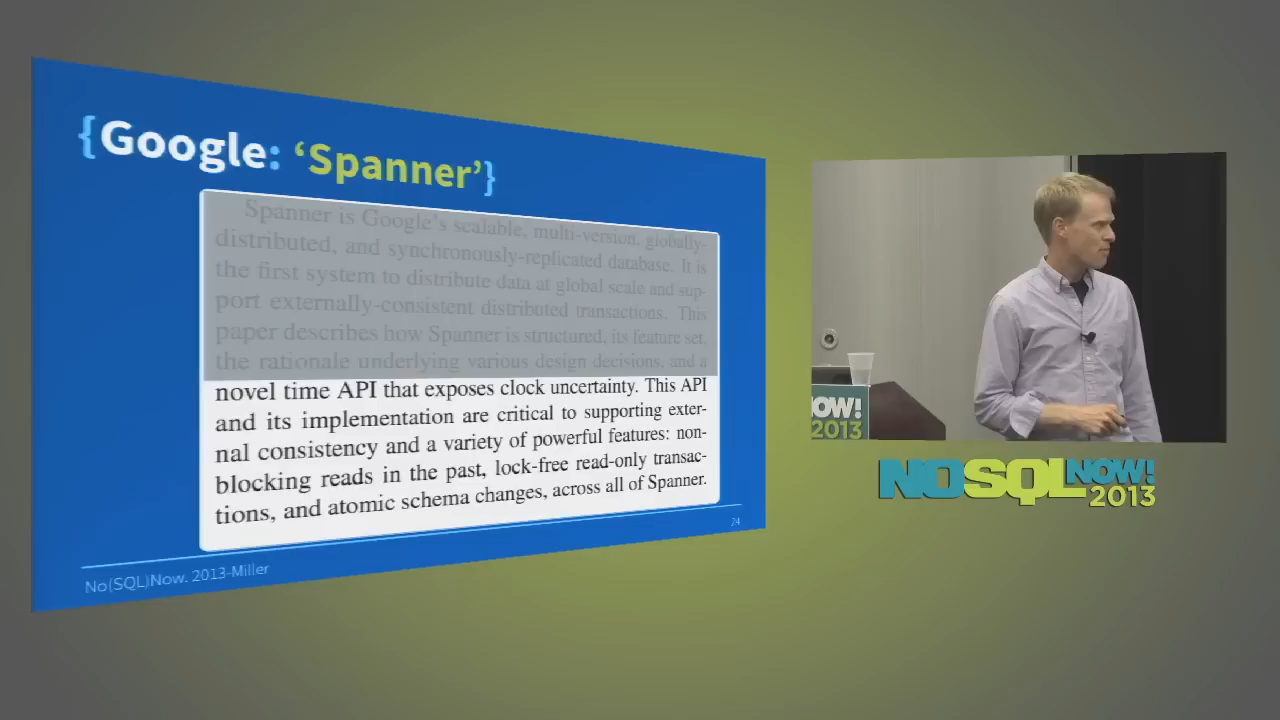 {Google: ‘Spanner’}
Spanner is Google's scalable, multi-version, globally-
distributed, and synchronously-replicated database. It is
the first system to distribute data at global scale and sup-
port externally-consistent distributed transactions. This
paper describes how Spanner is structured, its feature set,
the rationale underlying various design decisions, and a
novel time API that exposes clock uncertainty. This API
and its implementation are critical to supporting exter-
nal consistency and a variety of powerful features: non-
blocking reads in the past, lock-free read-only transac-
tions, and atomic schema changes, across all of Spanner.
24
No(SQL)Now. 2013-Miller
OW!
2013
NOSQL NOW!
2013